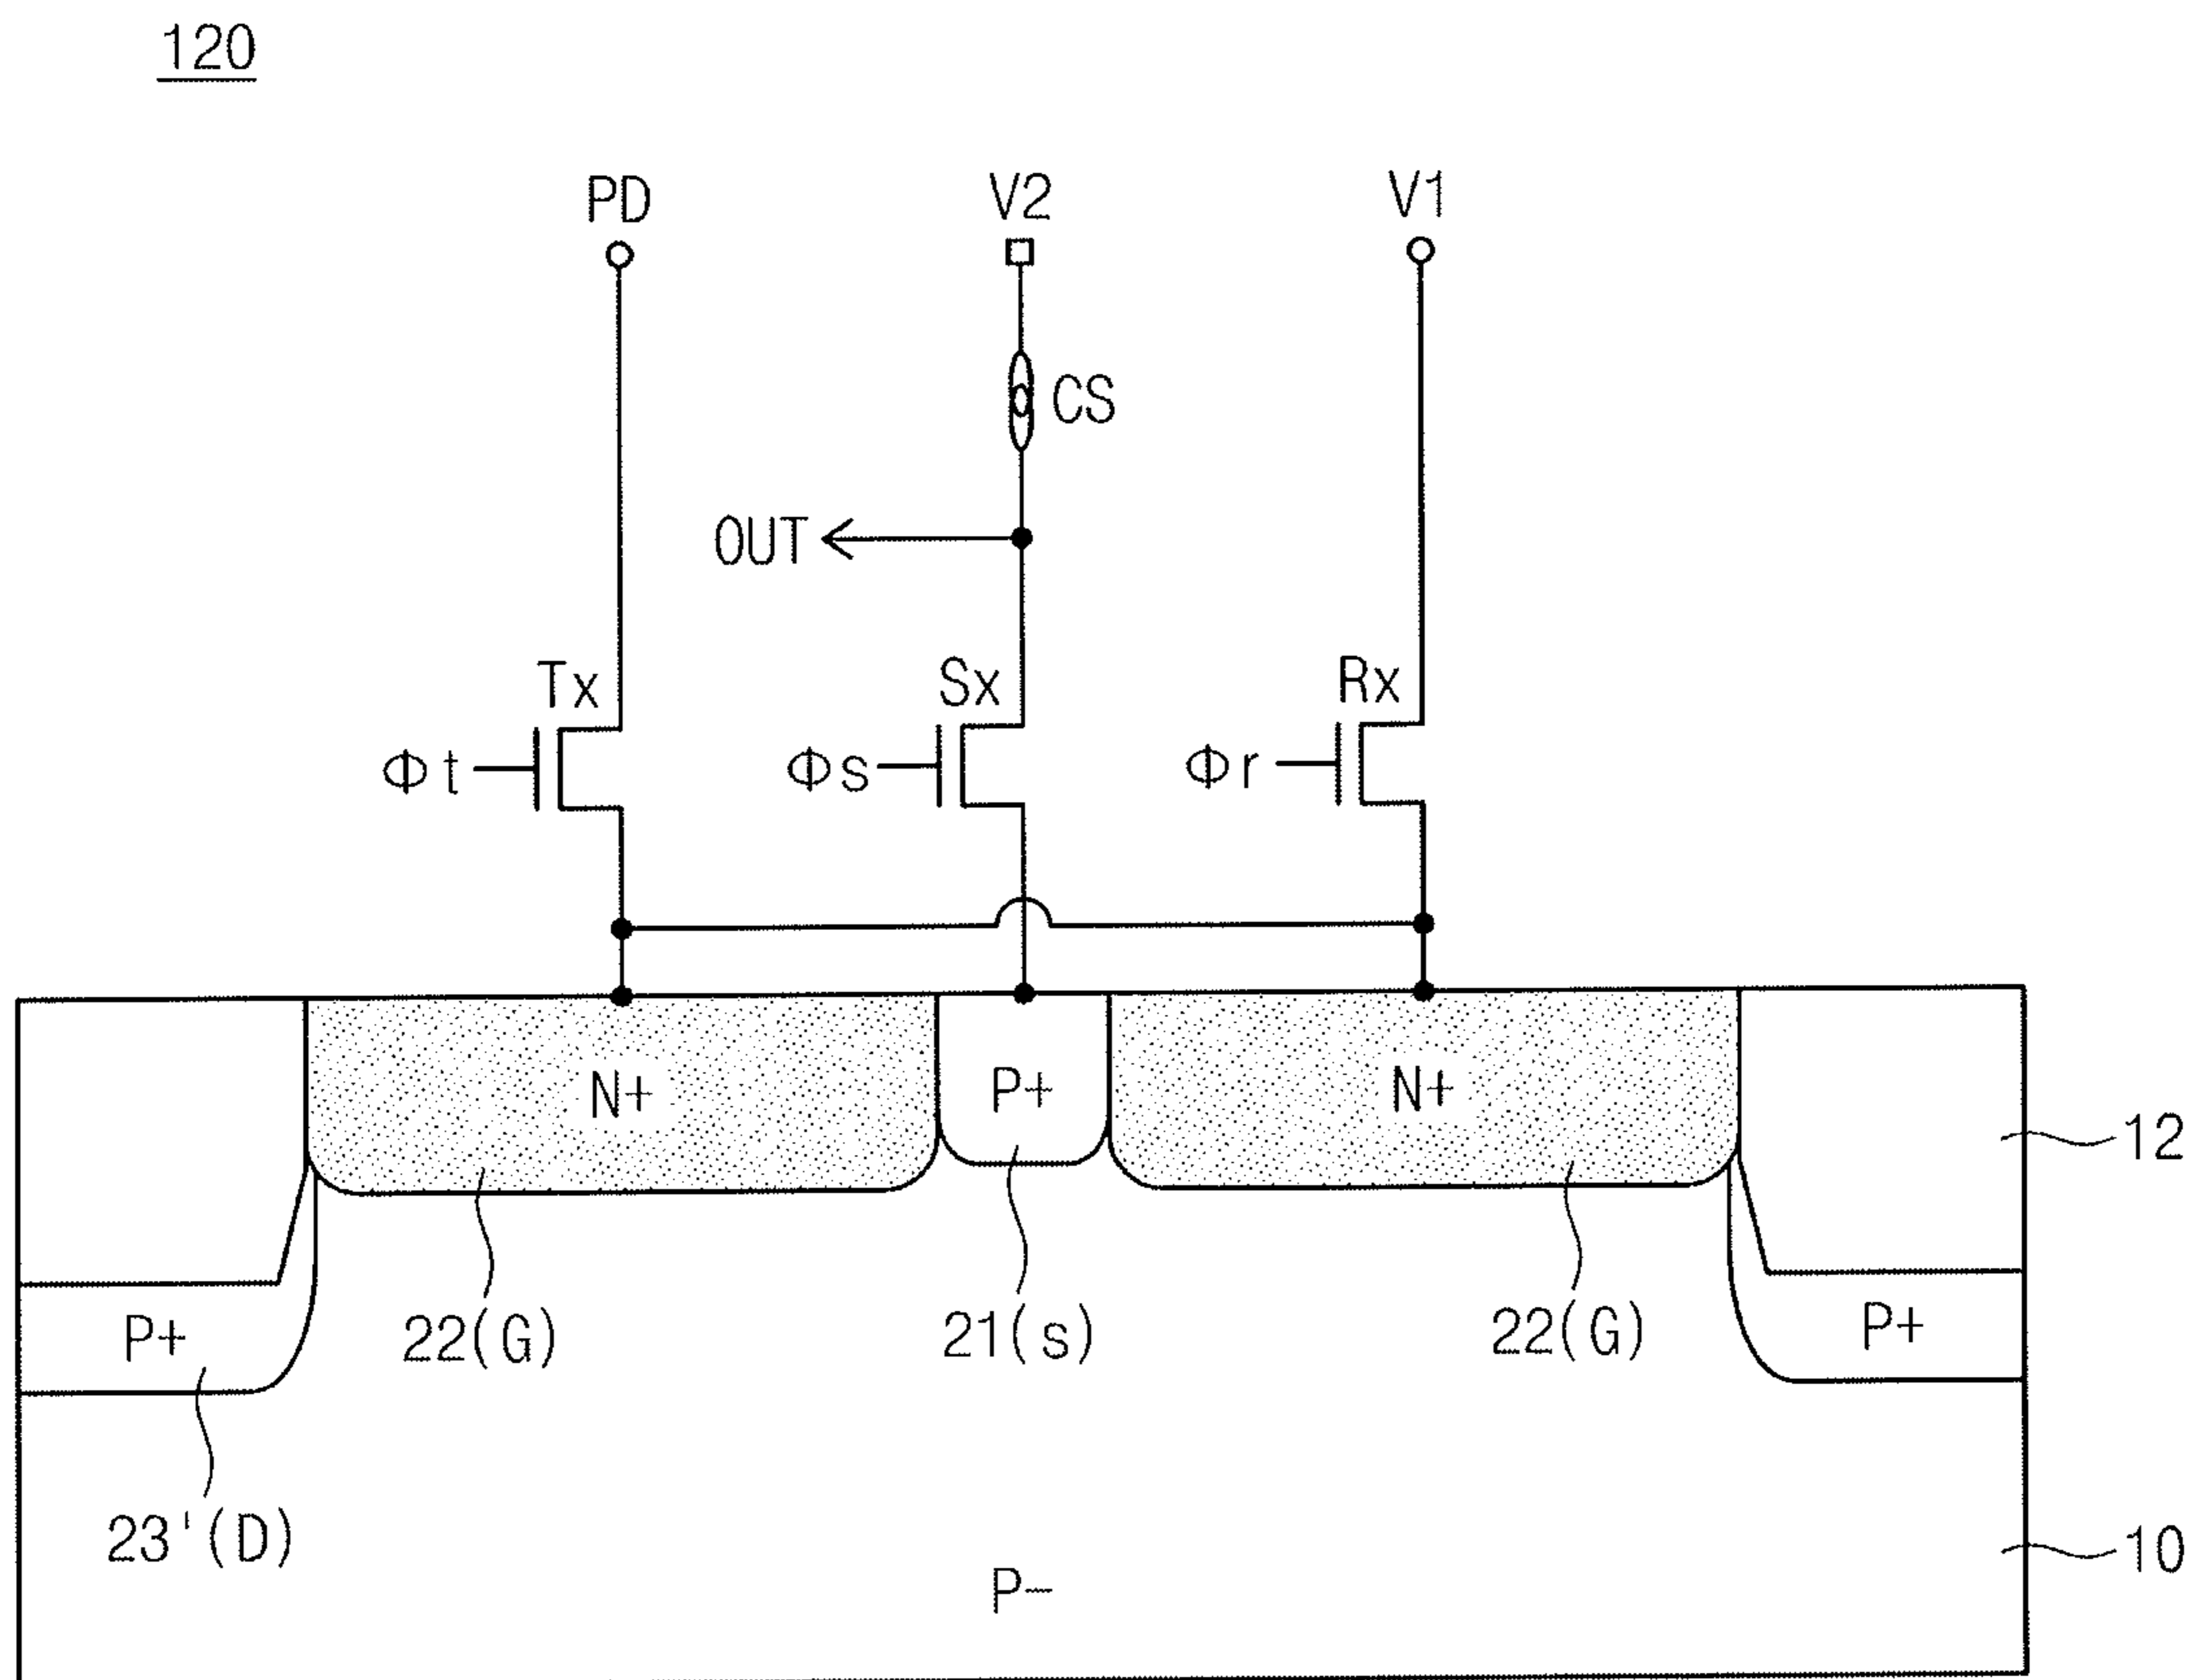 120
PD
V2
V1
CS
OUT
Tx
Sx
Rx
Φt
Φs
Φr
N+
P+
N+
12
22(G)
21(s)
22(G)
P+
P+
23'(D)
10
P-